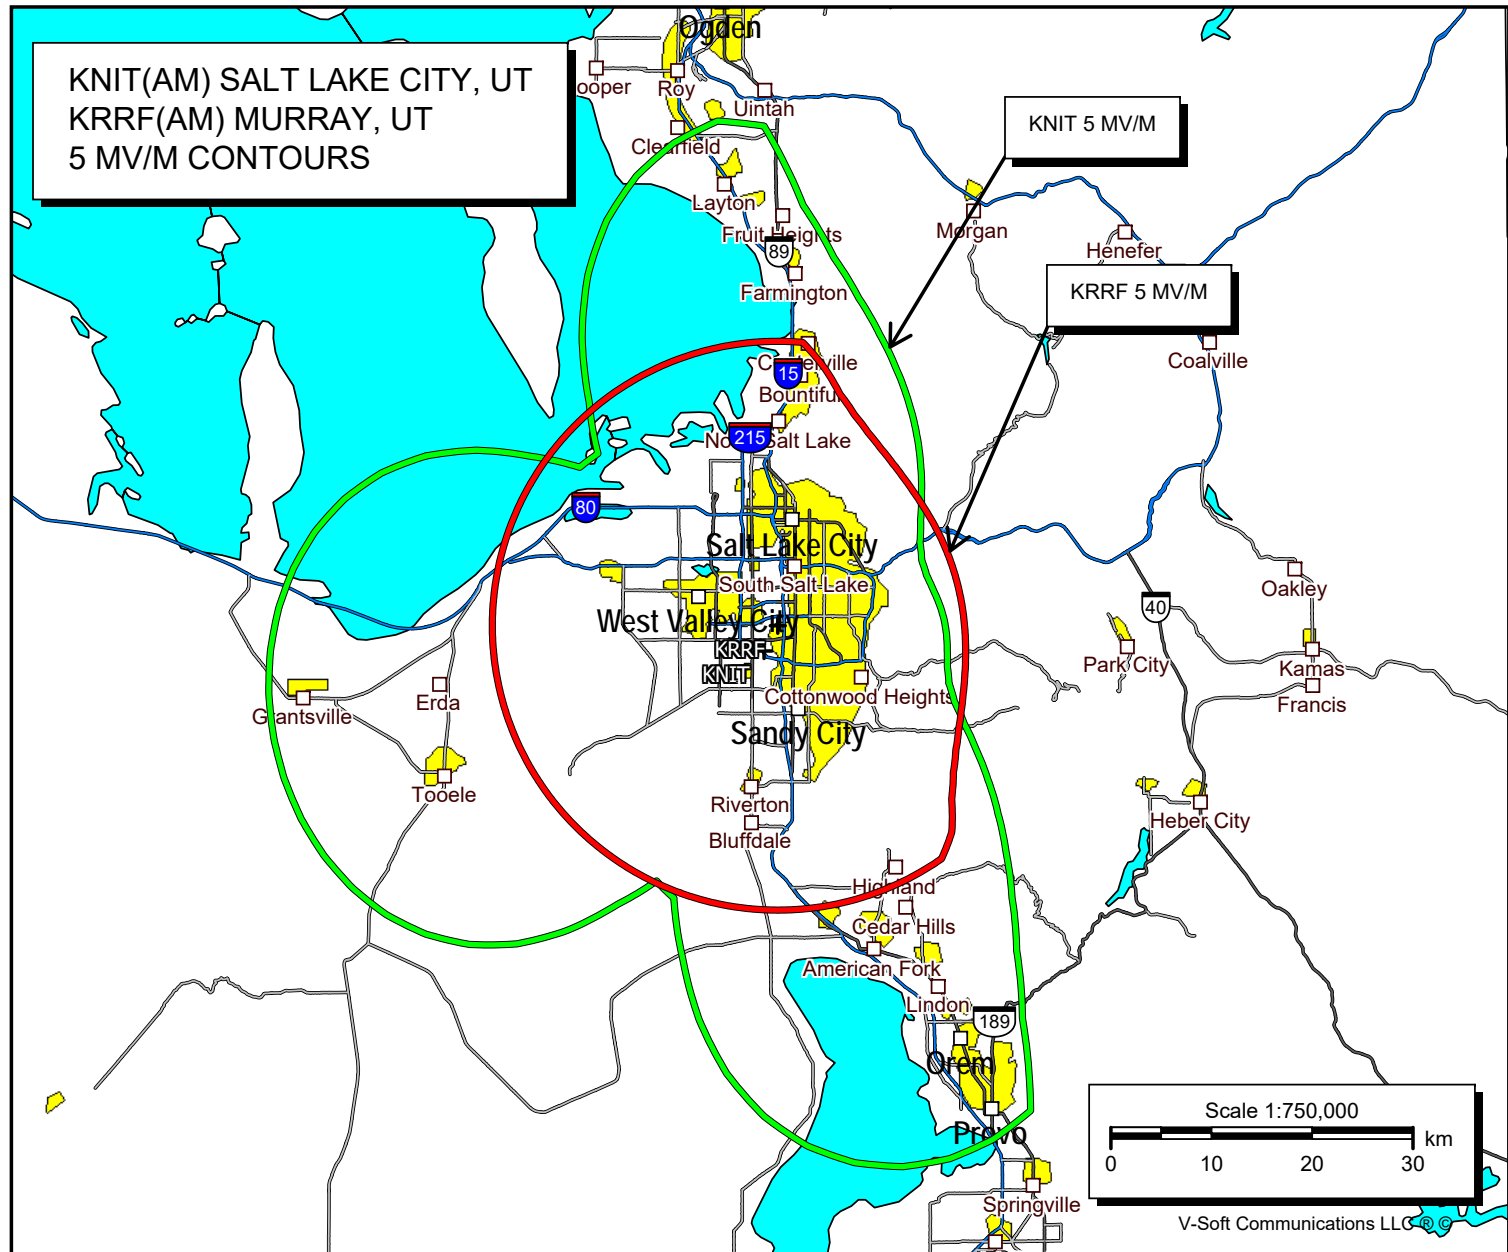 KNIT(AM) SALT LAKE CITY, UT
KRRF(AM) MURRAY, UT
5 MV/M CONTOURS
Ogden
ooper
Roy
Uintah
KNIT 5 MV/M
Clearfield
Layton
Morgan
Fruit Heights
Henefer
89
Farmington
KRRF 5 MV/M
Coalville
15
Bountiful
215
Salt Lake
80
Salt Lake City
South Salt Lake
Oakley
40
West Valley City
KRRF
Park City
Kamas
KNIT
Cottonwood Heights
Erda
Francis
Grantsville
Sandy City
Tooele
Riverton
Heber City
Bluffdale
Highland
Cedar Hills
American Fork
Lindon
189
Orem
Provo
Scale 1:750,000
km
0 10 20 30
Springville
V-Soft Communications LLC ® ©